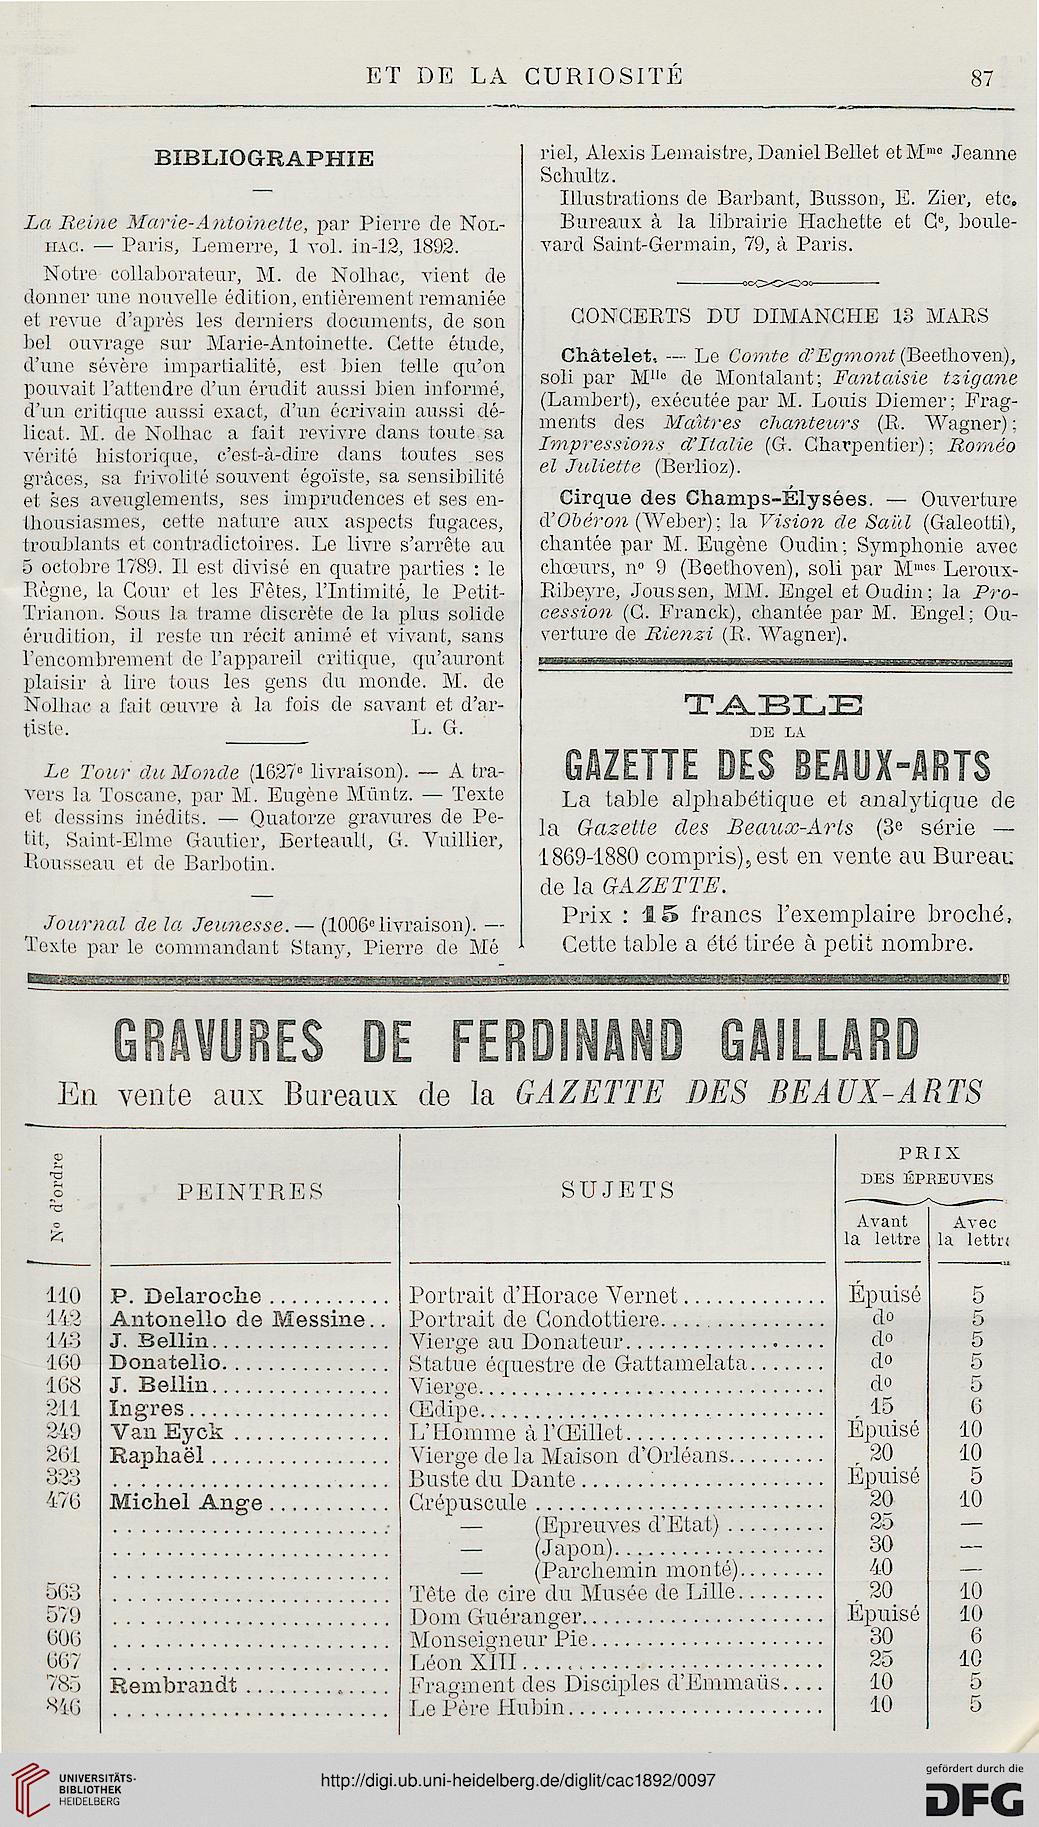 ET DE LA CURIOSITÉ 87
BIBLIOGRAPHIE
La Reine Marie-Antoinette, par Pierre de Nol-
hac. — Paris, Lemerre, 1 vol. in-12, 1892.
Notre collaborateur, M. de Nolhac, vient de
donner une nouvelle édition, entièrement remaniée
et revue d'après les derniers documents, de son
bel ouvrage sur Marie-Antoinette. Cette étude,
d'une sévère impartialité, est bien telle qu'on
pouvait l'attendre d'un érudit aussi bien informé,
d'un critique aussi exact, d'un écrivain aussi dé-
licat. M. de Nolhac a fait revivre dans toute sa
vérité historique, c'est-à-dire dans toutes ses
grâces, sa frivolité souvent égoïste, sa sensibilité
et ses aveuglements, ses imprudences et ses en-
thousiasmes, cette nature aux aspects fugaces,
troublants et contradictoires. Le livre s'arrête au
5 octobre 1789. Il est divisé en quatre parties : le
Règne, la Cour et les Fêtes, l'Intimité, le Petit-
Trianon. Sous la trame discrète de la plus solide
érudition, il reste un récit animé et vivant, sans
l'encombrement de l'appareil critique, qu'auront
plaisir à lire tous les gens du monde. M. de
Nolhac a fait œuvre à la fois de savant et d'ar-
tiste. L. G.
Le Tour du Monde (1627e livraison). — A tra-
vers la Toscane, par M. Eugène Müntz. — Texte
et dessins inédits. — Quatorze gravures de Pe-
tit, Saint-Elme Gautier, Berteault, G. Vuillier,
Rousseau et de Barbotin.
Journal de la Jeunesse. — (1006e livraison). —
Texte par le commandant Stany, Pierre de Mé
riel, Alexis Lemaistre, Daniel Bellet et Mme Jeanne
Schultz.
Illustrations de Barbant, Busson, E. Zier, etc.
Bureaux à la librairie Hachette et Ce, boule-
vard Saint-Germain, 79, à Paris.
CONCERTS DU DIMANCHE 13 MARS
Châtelet. — Le Comte d'Egmont (Beethoven),
soli par Mlle de Montalant; Fantaisie tzigane
(Lambert), exécutée par M. Louis Diemer; Frag-
ments des Maîtres chanteurs (R. Wagner);
Impressions d'Italie (G. Charpentier); Roméo
et Juliette (Berlioz).
Cirque des Champs-Élysées. — Ouverture
d'Obéron (Weber); la Vision de Saül (Galeotti),
chantée par M. Eugène Oudin; Symphonie avec
chœurs, no 9 (Beethoven), soli par Mmes Leroux-
Ribeyre, Joussen, MM. Engel et Oudin; la Pro-
cession (C. Franck), chantée par M. Engel; Ou-
verture de Rienzi (R. Wagner).
TABLE
DE LA
GAZETTE DES BEAUX-ARTS
La table alphabétique et analytique de
la Gazette des Beaux-Arts (3e série —
1869-1880 compris), est en vente au Bureau
de la GAZETTE.
Prix : 15 francs l'exemplaire broché,
Cette table a été tirée à petit nombre.
GRAVURES DE FERDINAND GAILLARD
En vente aux Bureaux de la GAZETTE DES BEAUX-ARTS
No d'ordre PEINTRES SUJETS PRIX
DES ÉPREUVES
Avant Avec
la lettre la lettre
110 P. Delaroche ........... Portrait d'Horace Vernet ............. Épuisé 5
142 Antonello de Messine.. Portrait de Condottiere............... do 5
143 J. Bellin................ Vierge au Donateur.................. do 5
160 Donatello............... Statue équestre de Gattamelata....... do 5
168 J. Bellin................ Vierge............................... do 5
211 Ingres .................. Œdipe............................... 15 6
249 Van Eyck .............. L'Homme à l'Œillet.................. Épuisé 10
261 Raphaël ................ Vierge de la Maison d'Orléans......... 20 10
323 ......................... Buste du Dante ...................... Épuisé 5
476 Michel Ange ........... Crépuscule .......................... 20 10
......................... — (Epreuves d'Etat) ......... 25 —
......................... — (Japon)................... 30 —
......................... — (Parchemin monté)........ 40 —
563 ......................... Tête de cire du Musée de Lille........ 20 10
579 ......................... Dom Guéranger...................... Épuisé 10
606 ......................... Monseigneur Pie..................... 30 6
667 ......................... Léon XIII........................... 25 10
785 Rembrandt ............. Fragment des Disciples d'Emmaüs.... 10 5
846 ......................... Le Père Hubin....................... 10 5
UNIVERSITÄTS-
BIBLIOTHEK
HEIDELBERG
http://digi.ub.uni-heidelberg.de/diglit/cac1892/0097
gefördert durch die
DFG